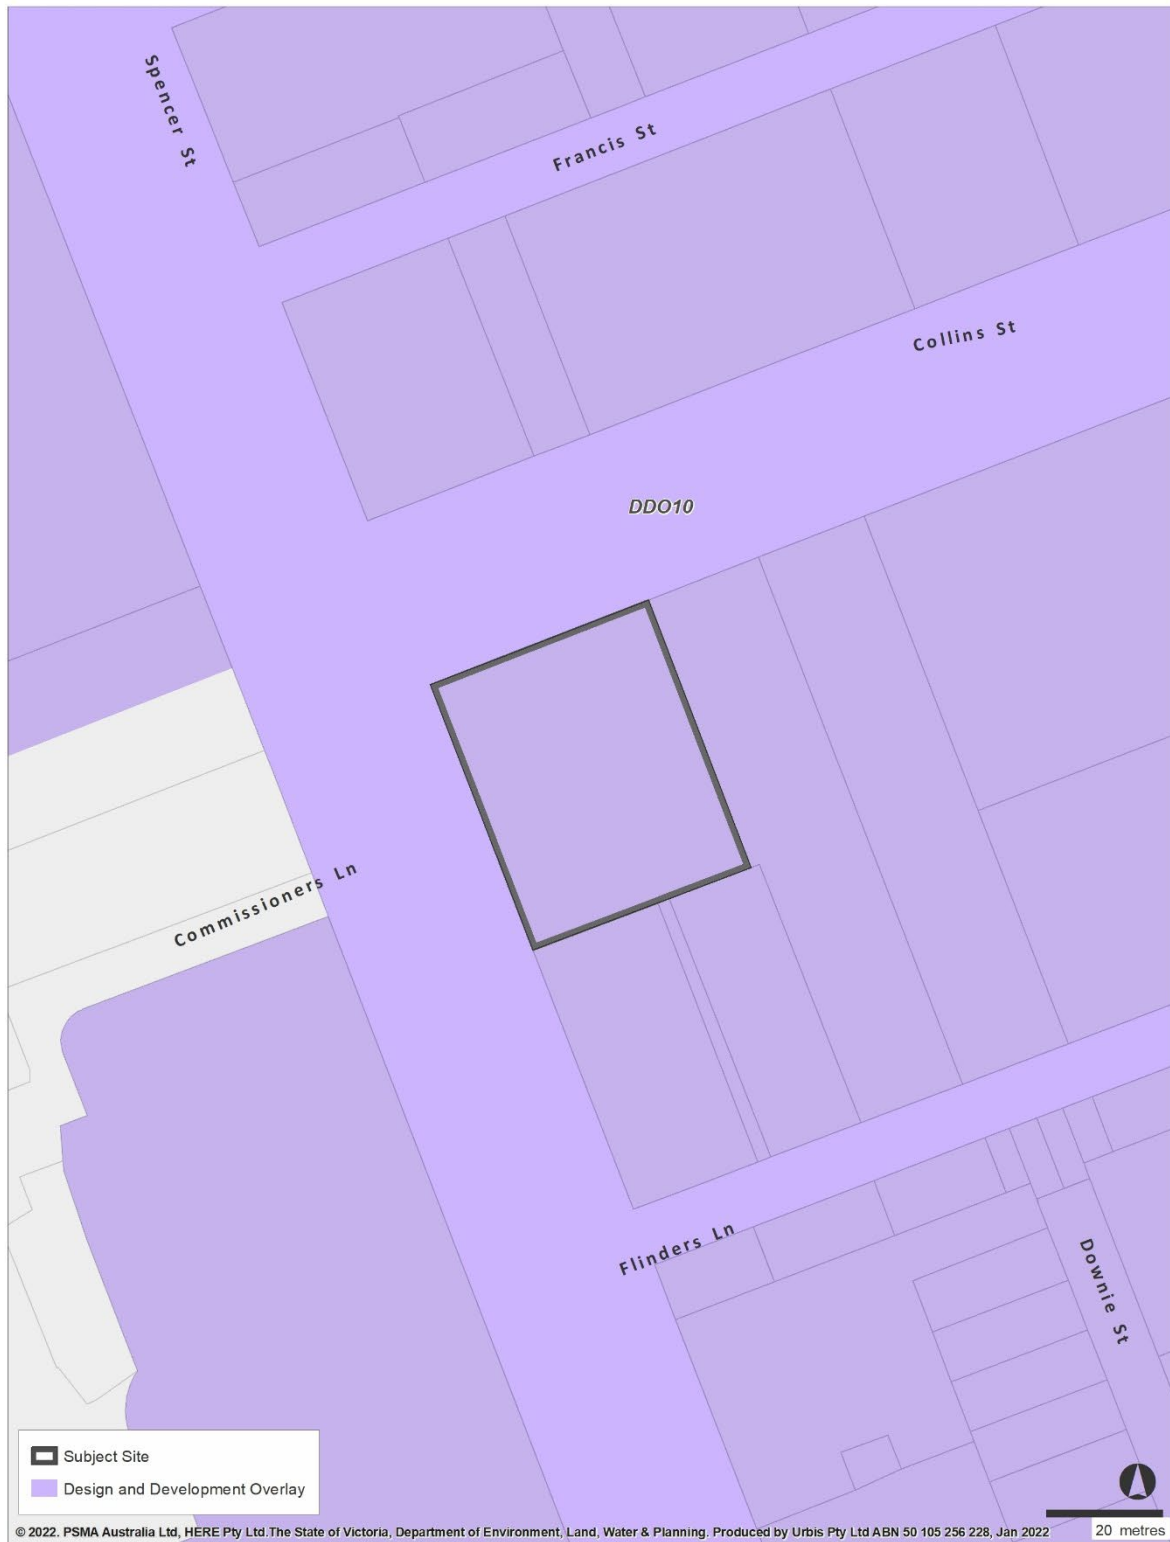 Spencer St
Francis St
Collins St
DDO10
Commissioners Ln
Flinders Ln
Downie St
Subject Site
Design and Development Overlay
20 metres
© 2022. PSMA Australia Ltd, HERE Pty Ltd.The State of Victoria, Department of Environment, Land, Water & Planning. Produced by Urbis Pty Ltd ABN 50 105 256 228, Jan 2022